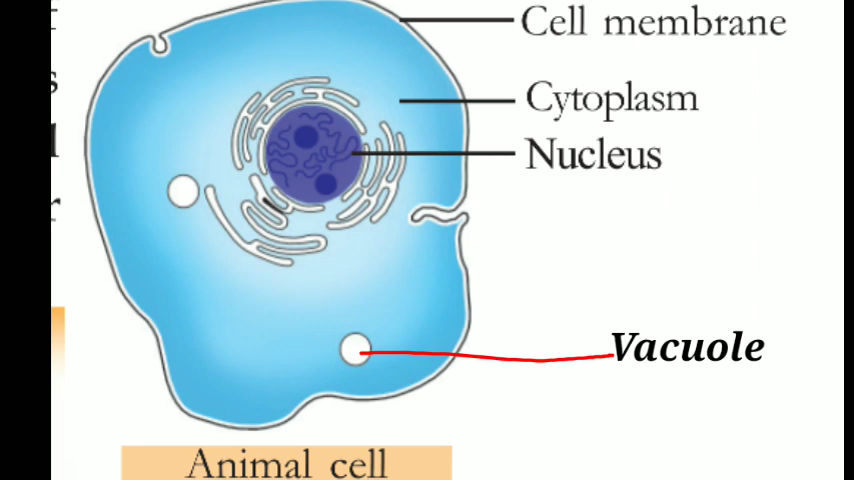 Cell membrane
Cytoplasm
Nucleus
Vacuole
Animal cell